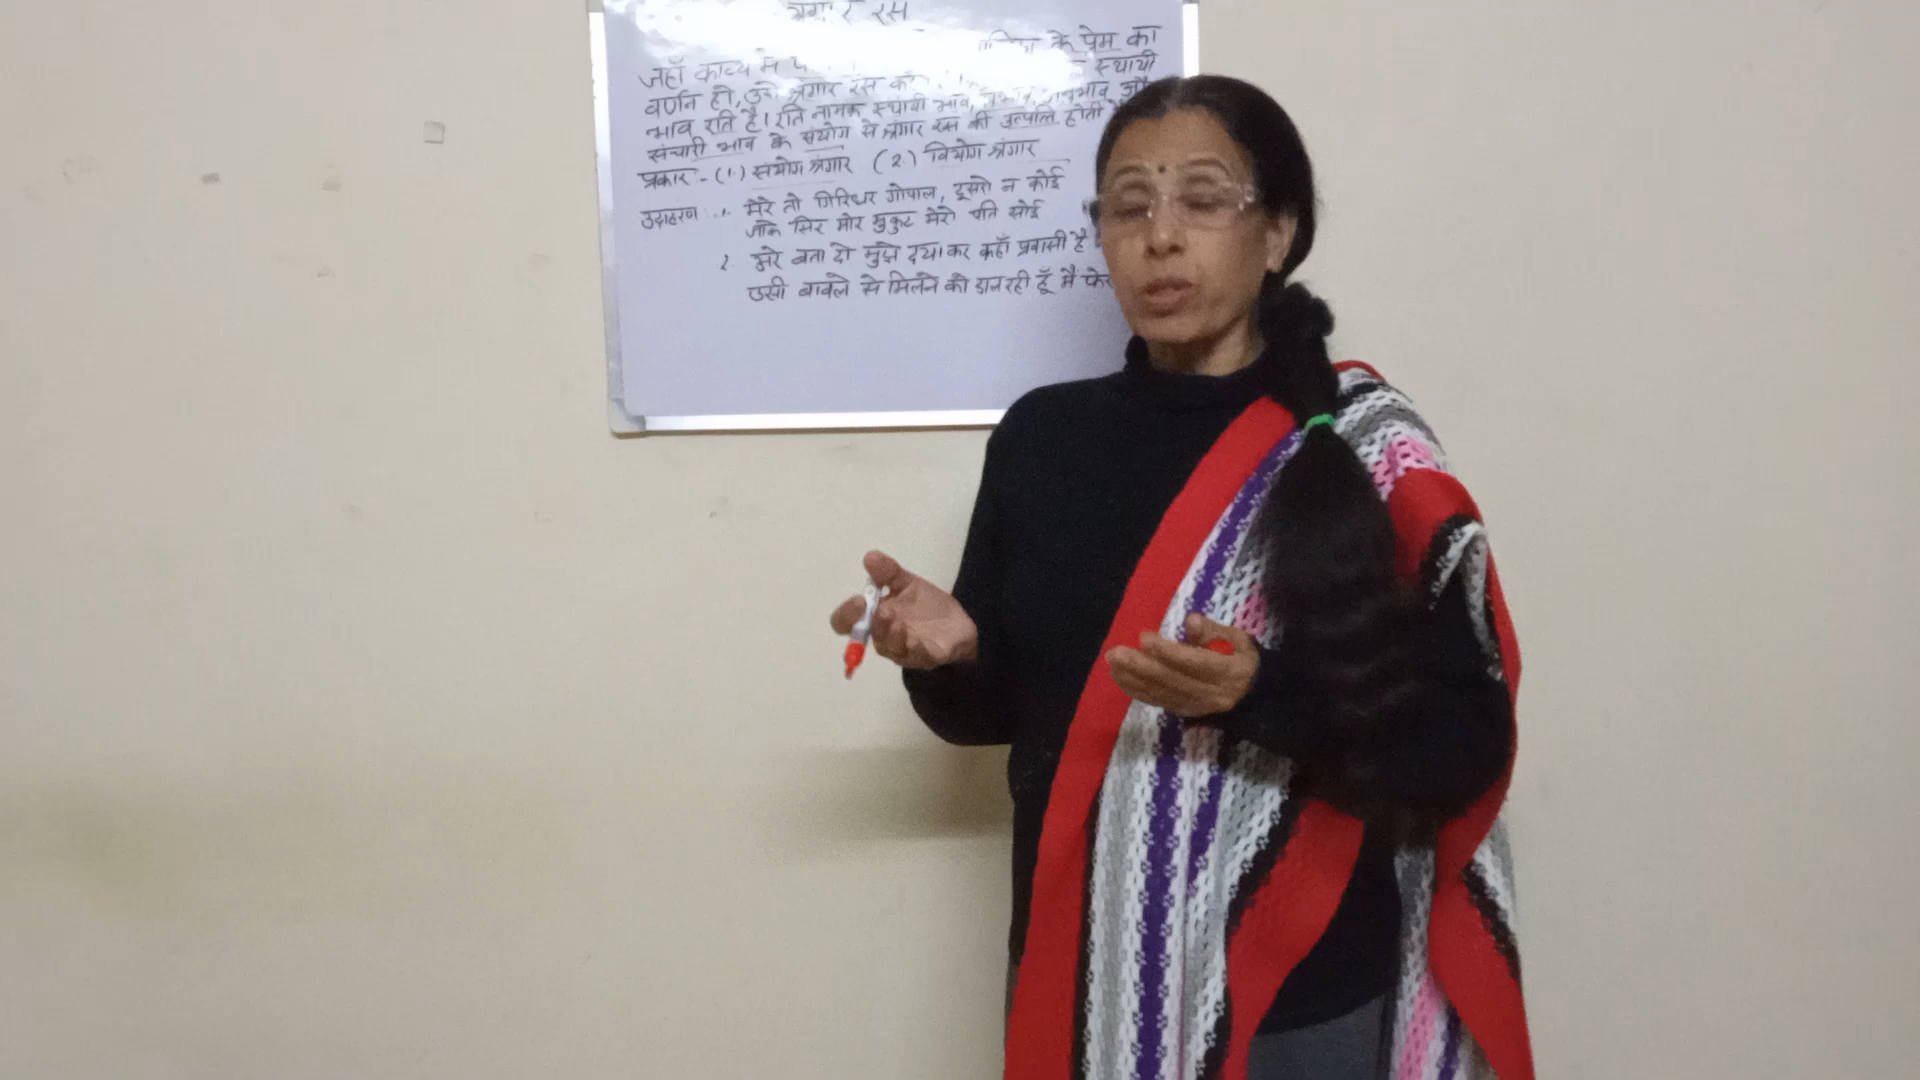 श्रंगार रस
जहाँ काव्य में के प्रेम का
वर्णन हो, उसे श्रंगार रस स्थायी
भाव रति है। रति नामक स्थायी भाव, विभाव, अनुभाव और
संचारी भाव के संयोग से श्रंगार रस की उत्पत्ति होती
प्रकार - (1.) संयोग श्रंगार (2.) वियोग श्रंगार
उदाहरण :- 1. मेरे तो गिरिधर गोपाल, दूसरो न कोई
जाके सिर मोर मुकुट मेरो पति सोई
2. अरे बता दो मुझे दया कर कहाँ प्रवासी है
उसी बावले से मिलने को डाल रही हूँ मैं